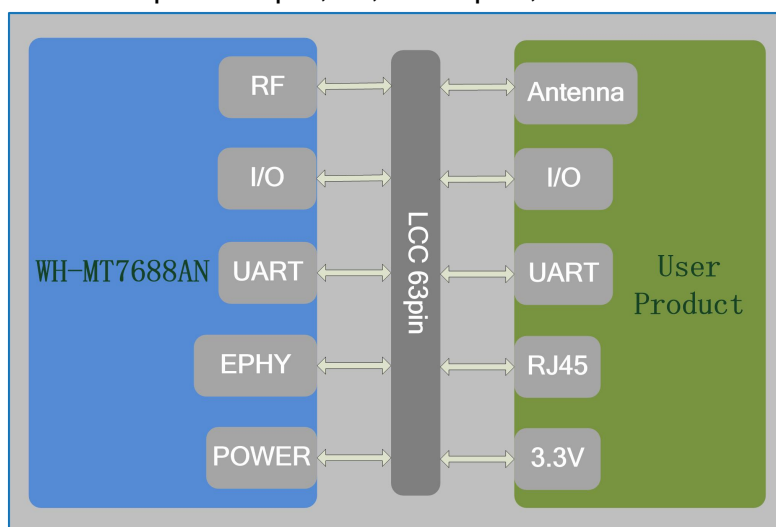 RF
I/O
WH-MT7688AN
UART
EPHY
POWER
LCC 63pin
Antenna
I/O
UART
RJ45
3.3V
User
Product